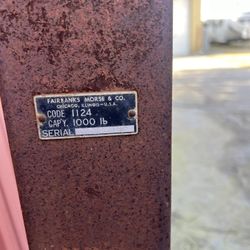 FAIRBANKS MORSE & CO.
CHICAGO, ILLINOIS-U.S.A.
CODE 1124
CAPY. 1000 lb
SERIAL